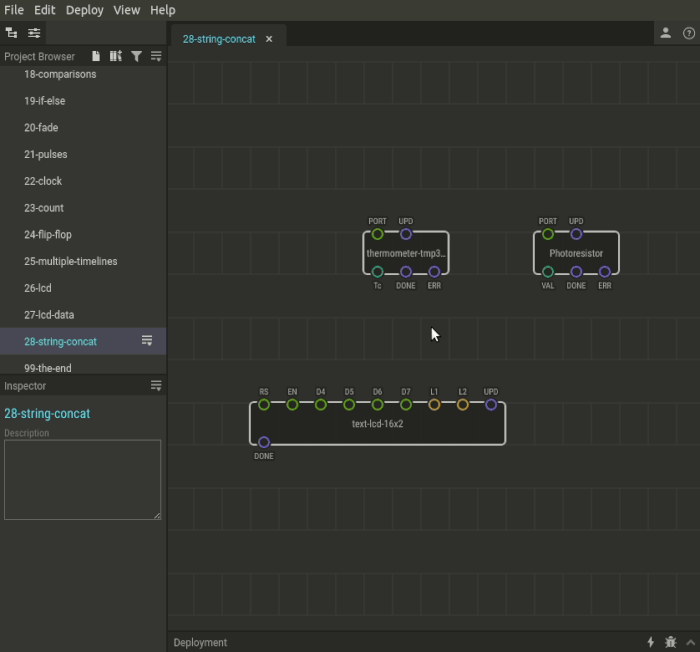 File Edit Deploy View Help
28-string-concat
Project Browser
18-comparisons
19-if-else
20-fade
21-pulses
22-clock
23-count
24-flip-flop
25-multiple-timelines
26-lcd
27-lcd-data
28-string-concat
99-the-end
Inspector
28-string-concat
Description
PORT UPD
thermometer-tmp3...
Tc DONE ERR
PORT UPD
Photoresistor
VAL DONE ERR
RS EN D4 D5 D6 D7 L1 L2 UPD
text-lcd-16x2
DONE
Deployment